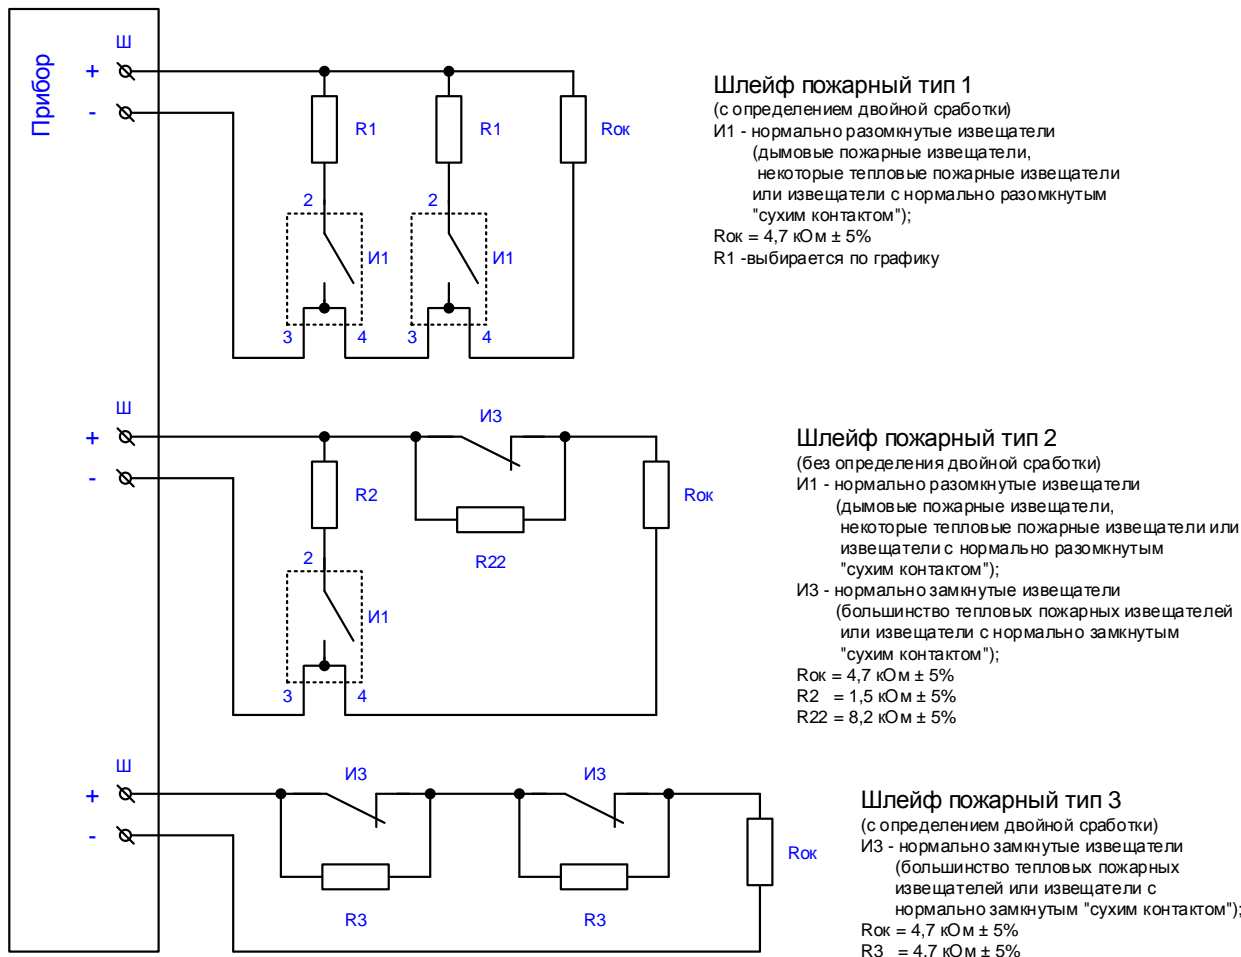 Прибор
Ш
+
-
R1
R1
Rок
2
2
И1
И1
3
4
3
4
Шлейф пожарный тип 1
(с определением двойной сработки)
И1 - нормально разомкнутые извещатели
(дымовые пожарные извещатели,
некоторые тепловые пожарные извещатели
или извещатели с нормально разомкнутым
"сухим контактом");
Rок = 4,7 кОм ± 5%
R1 -выбирается по графику
Ш
+
-
И3
R2
Rок
R22
2
И1
3
4
Шлейф пожарный тип 2
(без определения двойной сработки)
И1 - нормально разомкнутые извещатели
(дымовые пожарные извещатели,
некоторые тепловые пожарные извещатели или
извещатели с нормально разомкнутым
"сухим контактом");
И3 - нормально замкнутые извещатели
(большинство тепловых пожарных извещателей
или извещатели с нормально замкнутым
"сухим контактом");
Rок = 4,7 кОм ± 5%
R2 = 1,5 кОм ± 5%
R22 = 8,2 кОм ± 5%
Ш
+
-
И3
И3
Rок
R3
R3
Шлейф пожарный тип 3
(с определением двойной сработки)
И3 - нормально замкнутые извещатели
(большинство тепловых пожарных
извещателей или извещатели с
нормально замкнутым "сухим контактом");
Rок = 4,7 кОм ± 5%
R3 = 4,7 кОм ± 5%